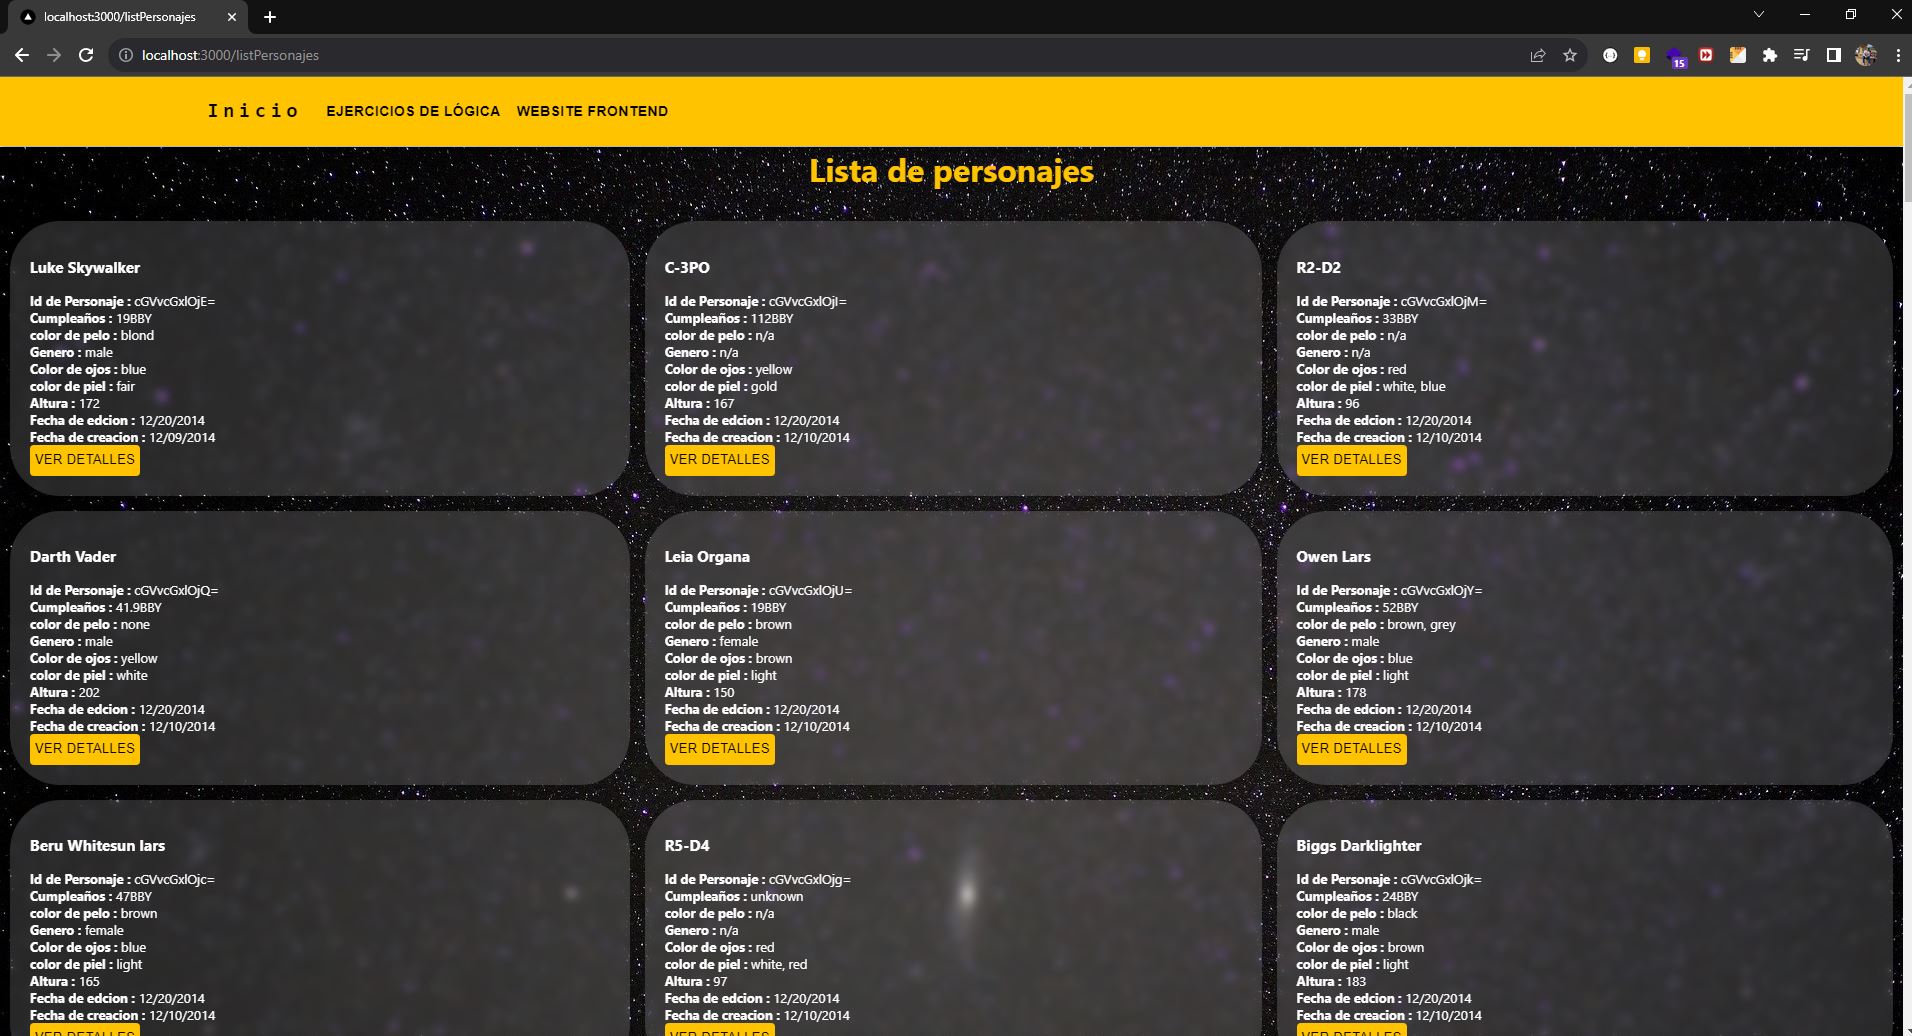 localhost:3000/listPersonajes
localhost:3000/listPersonajes
15
Inicio EJERCICIOS DE LÓGICA WEBSITE FRONTEND
Lista de personajes
Luke Skywalker
Id de Personaje : cGVvcGxlOjE=
Cumpleaños : 19BBY
color de pelo : blond
Genero : male
Color de ojos : blue
color de piel : fair
Altura : 172
Fecha de edcion : 12/20/2014
Fecha de creacion : 12/09/2014
VER DETALLES
C-3PO
Id de Personaje : cGVvcGxlOjI=
Cumpleaños : 112BBY
color de pelo : n/a
Genero : n/a
Color de ojos : yellow
color de piel : gold
Altura : 167
Fecha de edcion : 12/20/2014
Fecha de creacion : 12/10/2014
VER DETALLES
R2-D2
Id de Personaje : cGVvcGxlOjM=
Cumpleaños : 33BBY
color de pelo : n/a
Genero : n/a
Color de ojos : red
color de piel : white, blue
Altura : 96
Fecha de edcion : 12/20/2014
Fecha de creacion : 12/10/2014
VER DETALLES
Darth Vader
Id de Personaje : cGVvcGxlOjQ=
Cumpleaños : 41.9BBY
color de pelo : none
Genero : male
Color de ojos : yellow
color de piel : white
Altura : 202
Fecha de edcion : 12/20/2014
Fecha de creacion : 12/10/2014
VER DETALLES
Leia Organa
Id de Personaje : cGVvcGxlOjU=
Cumpleaños : 19BBY
color de pelo : brown
Genero : female
Color de ojos : brown
color de piel : light
Altura : 150
Fecha de edcion : 12/20/2014
Fecha de creacion : 12/10/2014
VER DETALLES
Owen Lars
Id de Personaje : cGVvcGxlOjY=
Cumpleaños : 52BBY
color de pelo : brown, grey
Genero : male
Color de ojos : blue
color de piel : light
Altura : 178
Fecha de edcion : 12/20/2014
Fecha de creacion : 12/10/2014
VER DETALLES
Beru Whitesun lars
Id de Personaje : cGVvcGxlOjc=
Cumpleaños : 47BBY
color de pelo : brown
Genero : female
Color de ojos : blue
color de piel : light
Altura : 165
Fecha de edcion : 12/20/2014
Fecha de creacion : 12/10/2014
VER DETALLES
R5-D4
Id de Personaje : cGVvcGxlOjg=
Cumpleaños : unknown
color de pelo : n/a
Genero : n/a
Color de ojos : red
color de piel : white, red
Altura : 97
Fecha de edcion : 12/20/2014
Fecha de creacion : 12/10/2014
VER DETALLES
Biggs Darklighter
Id de Personaje : cGVvcGxlOjk=
Cumpleaños : 24BBY
color de pelo : black
Genero : male
Color de ojos : brown
color de piel : light
Altura : 183
Fecha de edcion : 12/20/2014
Fecha de creacion : 12/10/2014
VER DETALLES